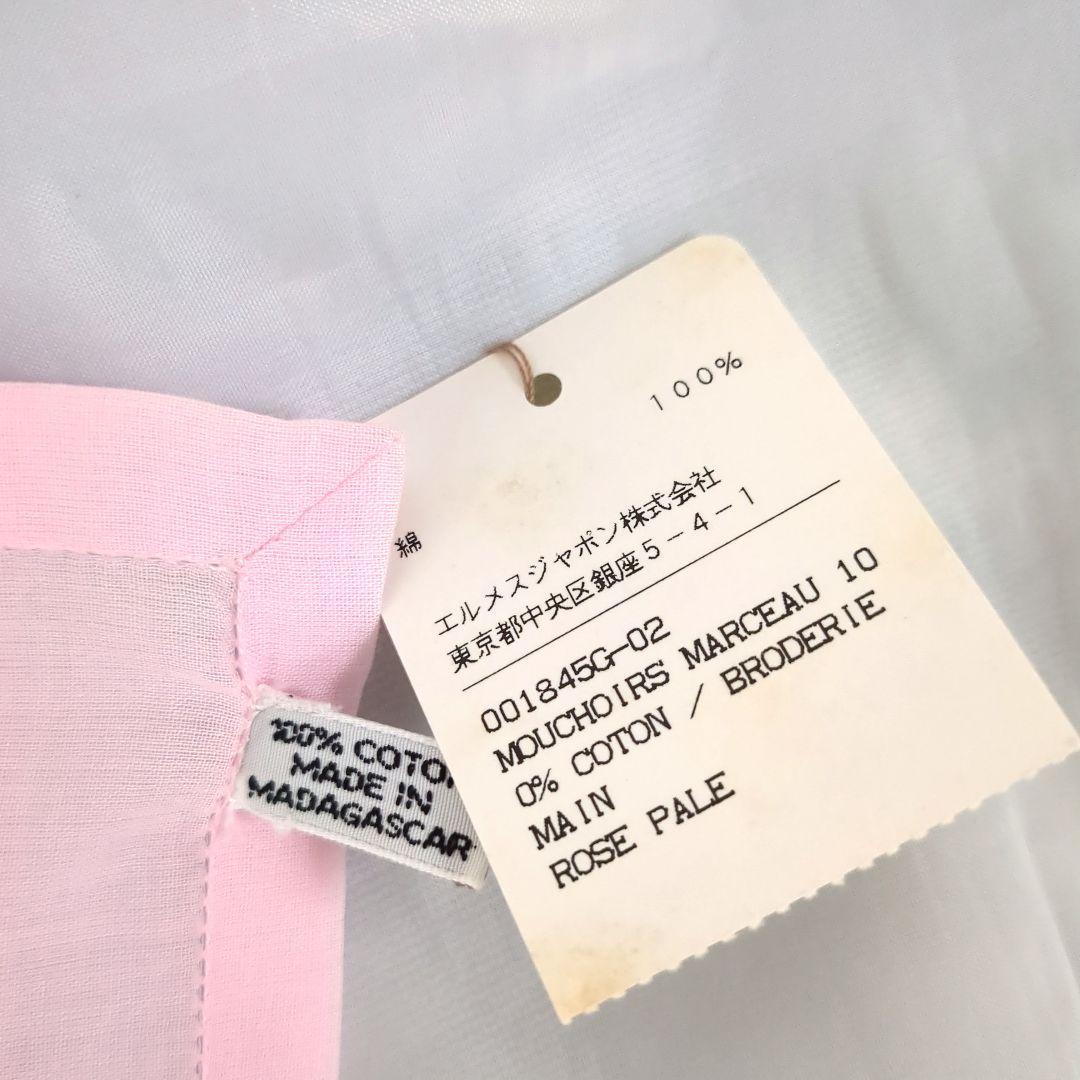 綿 １００％
エルメスジャポン株式会社
東京都中央区銀座５－４－１
001845G-02
MOUCHOIRS MARCEAU 10
0% COTON / BRODERIE
MAIN
ROSE PALE
100% COTO
MADE IN
MADAGASCAR